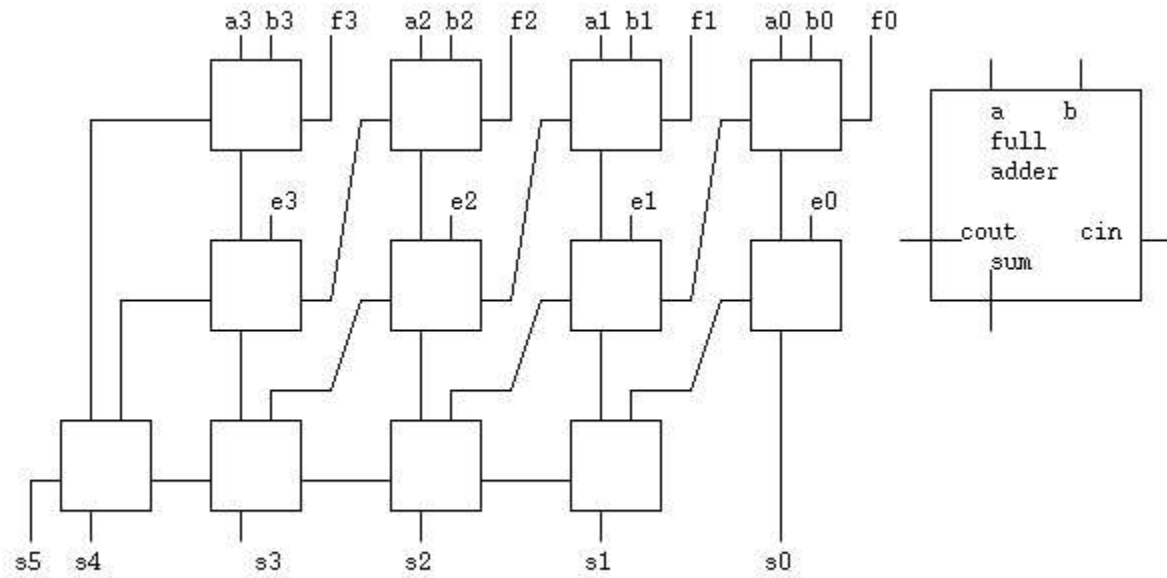 a3 b3 f3 a2 b2 f2 a1 b1 f1 a0 b0 f0
a b
full
adder
e3 e2 e1 e0
cout cin
sum
s5 s4 s3 s2 s1 s0